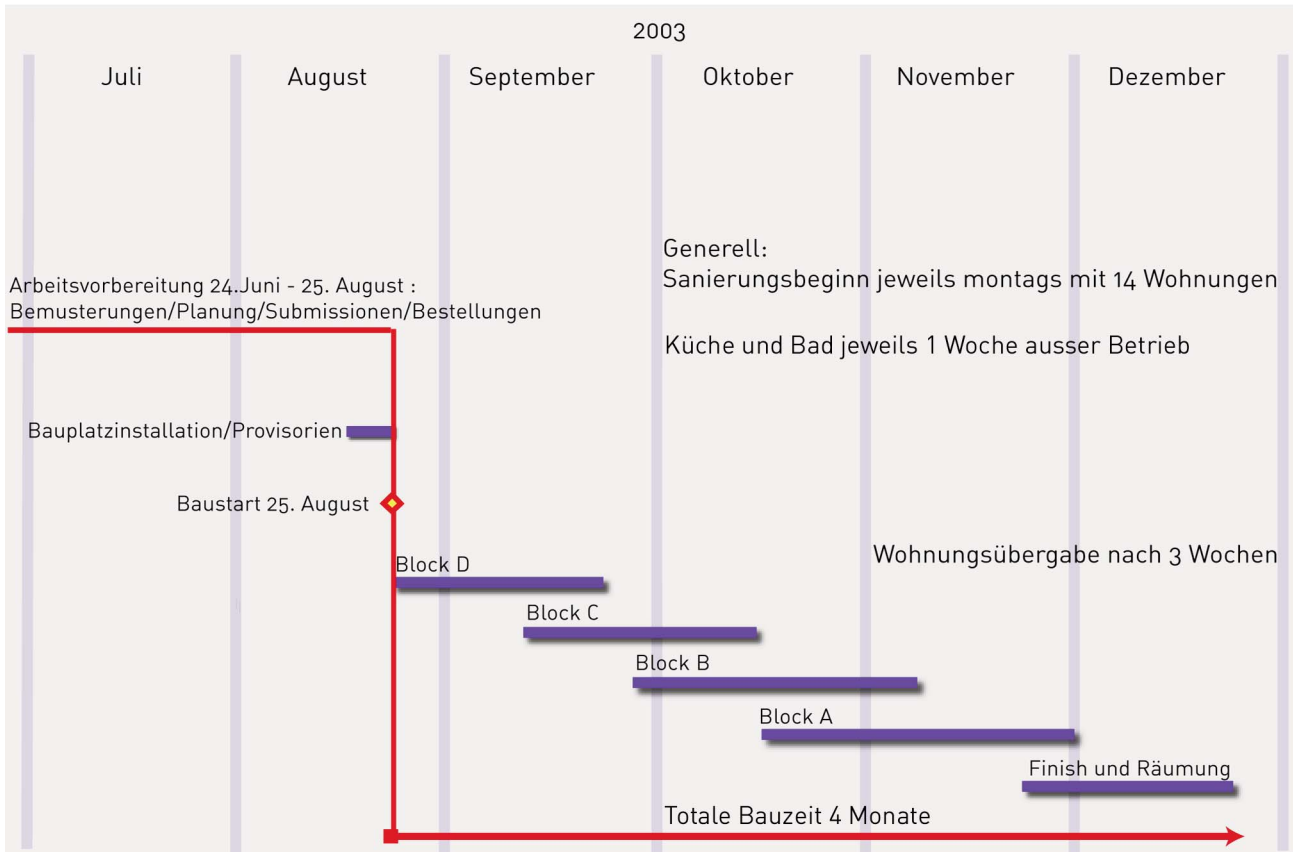 2003
Juli
August
September
Oktober
November
Dezember
Generell:
Sanierungsbeginn jeweils montags mit 14 Wohnungen
Arbeitsvorbereitung 24.Juni - 25. August :
Bemusterungen/Planung/Submissionen/Bestellungen
Küche und Bad jeweils 1 Woche ausser Betrieb
Bauplatzinstallation/Provisorien
Baustart 25. August
Wohnungsübergabe nach 3 Wochen
Block D
Block C
Block B
Block A
Finish und Räumung
Totale Bauzeit 4 Monate